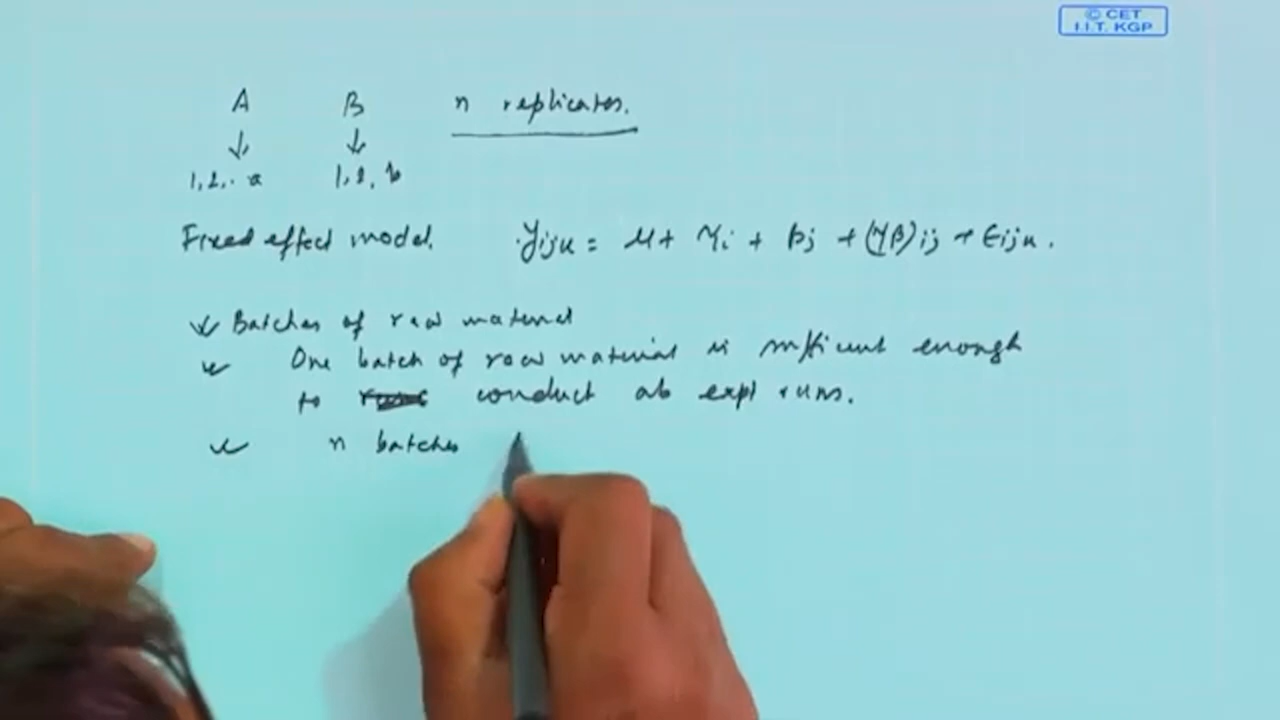 © CET
I.I.T. KGP
A B n replicates.
↓ ↓
1,2,.. a 1,2, b
Fixed effect model. yijk = μ + τi + βj + (τβ)ij + εijk.
Batches of raw material
One batch of raw material is sufficient enough
to conduct ab expl runs.
n batches